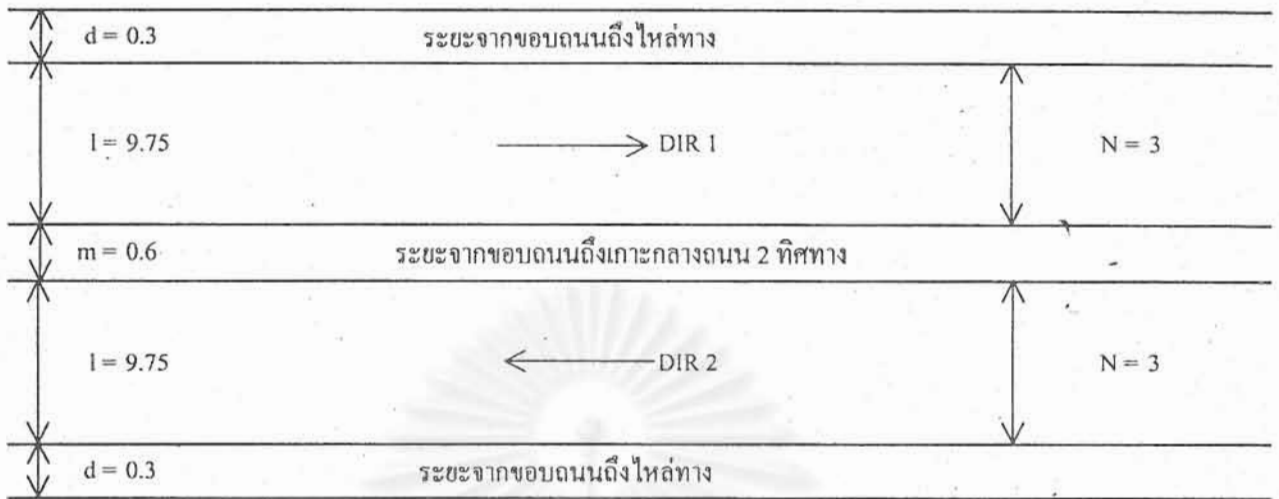 d = 0.3 ระยะจากขอบถนนถึงไหล่ทาง
l = 9.75 DIR 1 N = 3
m = 0.6 ระยะจากขอบถนนถึงเกาะกลางถนน 2 ทิศทาง
l = 9.75 DIR 2 N = 3
d = 0.3 ระยะจากขอบถนนถึงไหล่ทาง